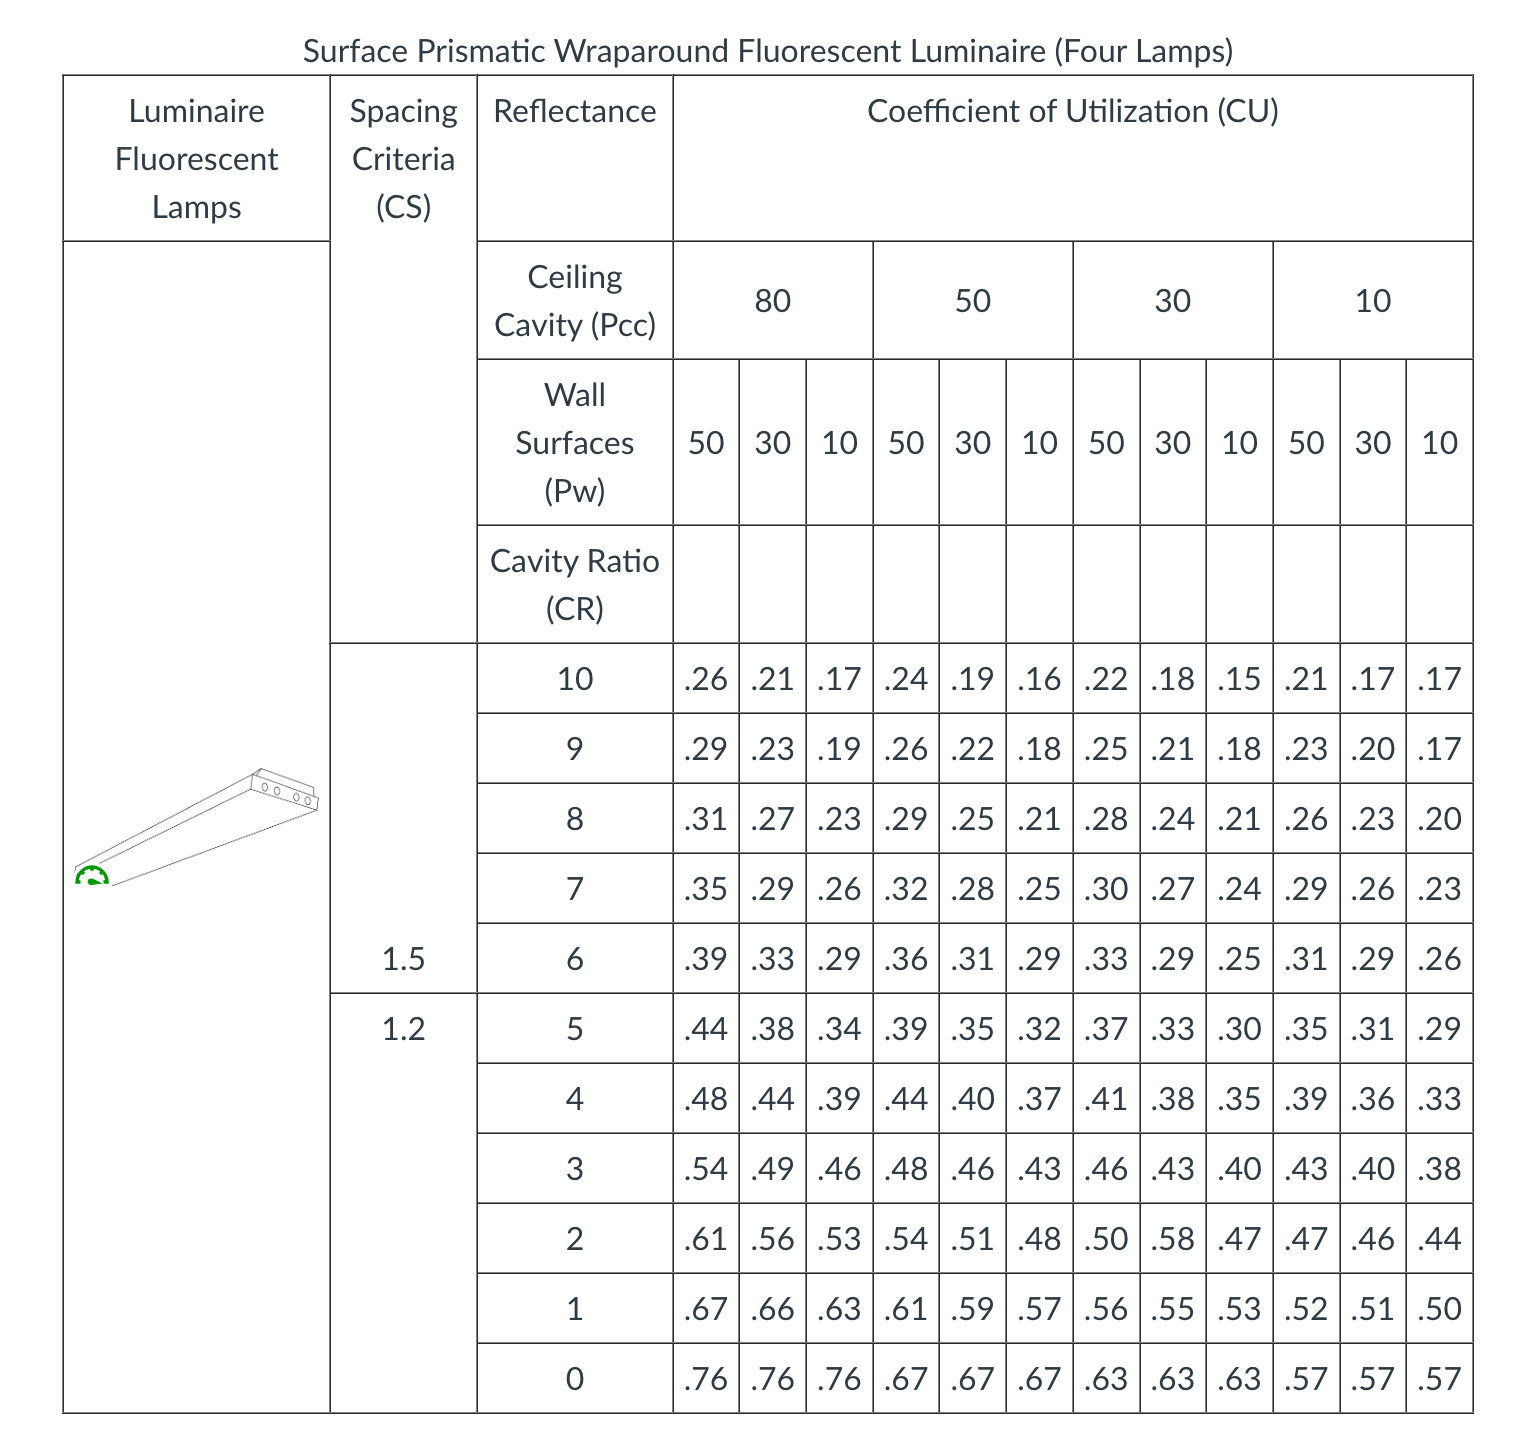 Surface Prismatic Wraparound Fluorescent Luminaire (Four Lamps)
Luminaire
Fluorescent
Lamps
Spacing
Criteria
(CS)
Reflectance
Coefficient of Utilization (CU)
Ceiling
Cavity (Pcc)
80 50 30 10
Wall
Surfaces
(Pw)
50 30 10 50 30 10 50 30 10 50 30 10
Cavity Ratio
(CR)
10 .26 .21 .17 .24 .19 .16 .22 .18 .15 .21 .17 .17
9 .29 .23 .19 .26 .22 .18 .25 .21 .18 .23 .20 .17
8 .31 .27 .23 .29 .25 .21 .28 .24 .21 .26 .23 .20
7 .35 .29 .26 .32 .28 .25 .30 .27 .24 .29 .26 .23
1.5 6 .39 .33 .29 .36 .31 .29 .33 .29 .25 .31 .29 .26
1.2 5 .44 .38 .34 .39 .35 .32 .37 .33 .30 .35 .31 .29
4 .48 .44 .39 .44 .40 .37 .41 .38 .35 .39 .36 .33
3 .54 .49 .46 .48 .46 .43 .46 .43 .40 .43 .40 .38
2 .61 .56 .53 .54 .51 .48 .50 .58 .47 .47 .46 .44
1 .67 .66 .63 .61 .59 .57 .56 .55 .53 .52 .51 .50
0 .76 .76 .76 .67 .67 .67 .63 .63 .63 .57 .57 .57